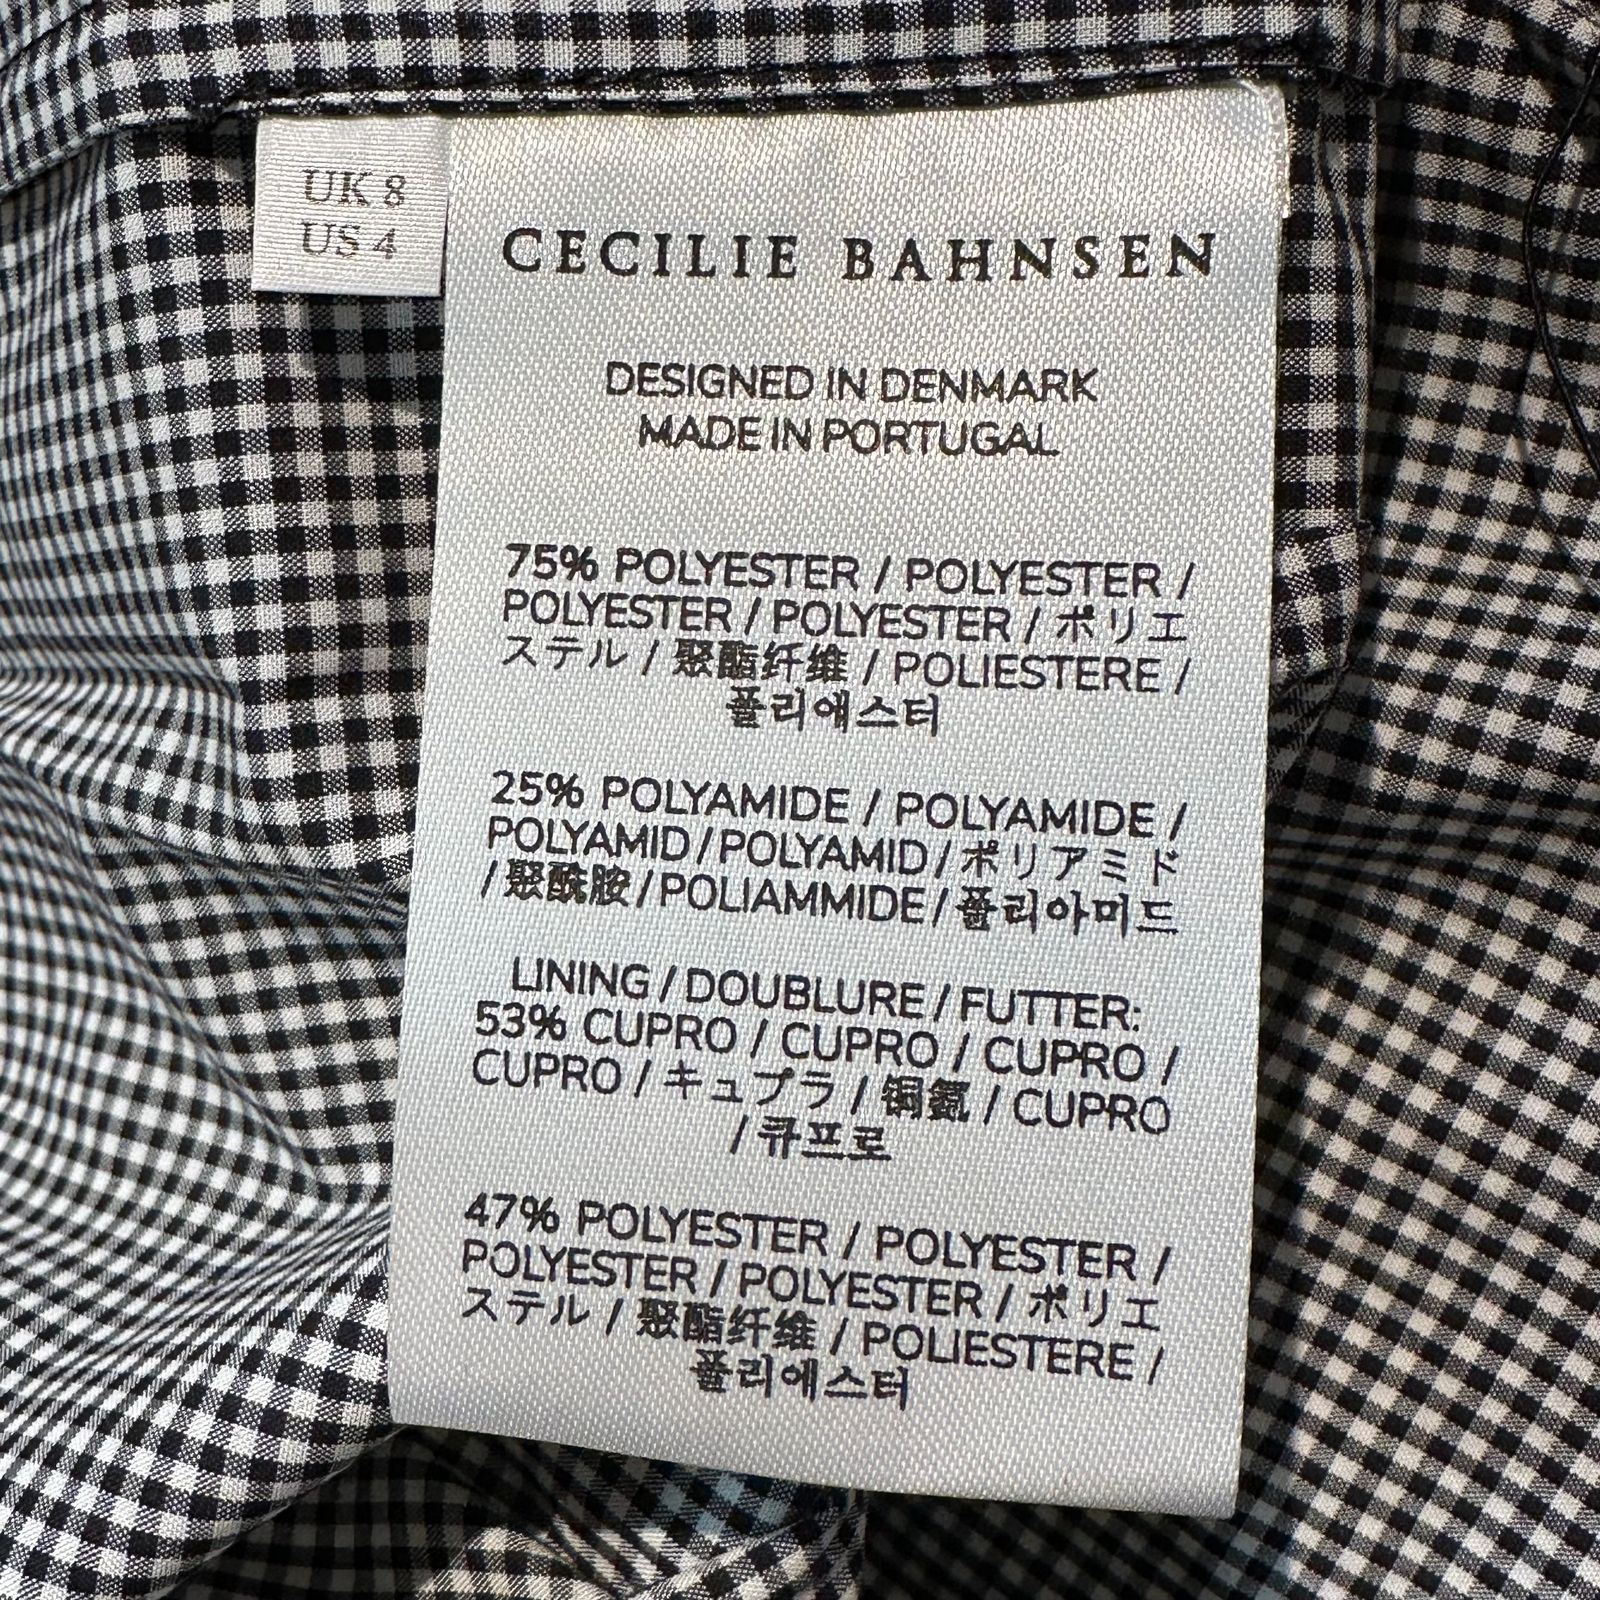 UK 8
US 4
CECILIE BAHNSEN
DESIGNED IN DENMARK
MADE IN PORTUGAL
75% POLYESTER / POLYESTER /
POLYESTER / POLYESTER / ポリエ
ステル / 聚酯纤维 / POLIESTERE /
폴리에스터
25% POLYAMIDE / POLYAMIDE /
POLYAMID / POLYAMID / ポリアミド
/ 聚酰胺 / POLIAMMIDE / 폴리아미드
LINING / DOUBLURE / FUTTER:
53% CUPRO / CUPRO / CUPRO /
CUPRO / キュプラ / 铜氨 / CUPRO
/ 큐프로
47% POLYESTER / POLYESTER /
POLYESTER / POLYESTER / ポリエ
ステル / 聚酯纤维 / POLIESTERE /
폴리에스터